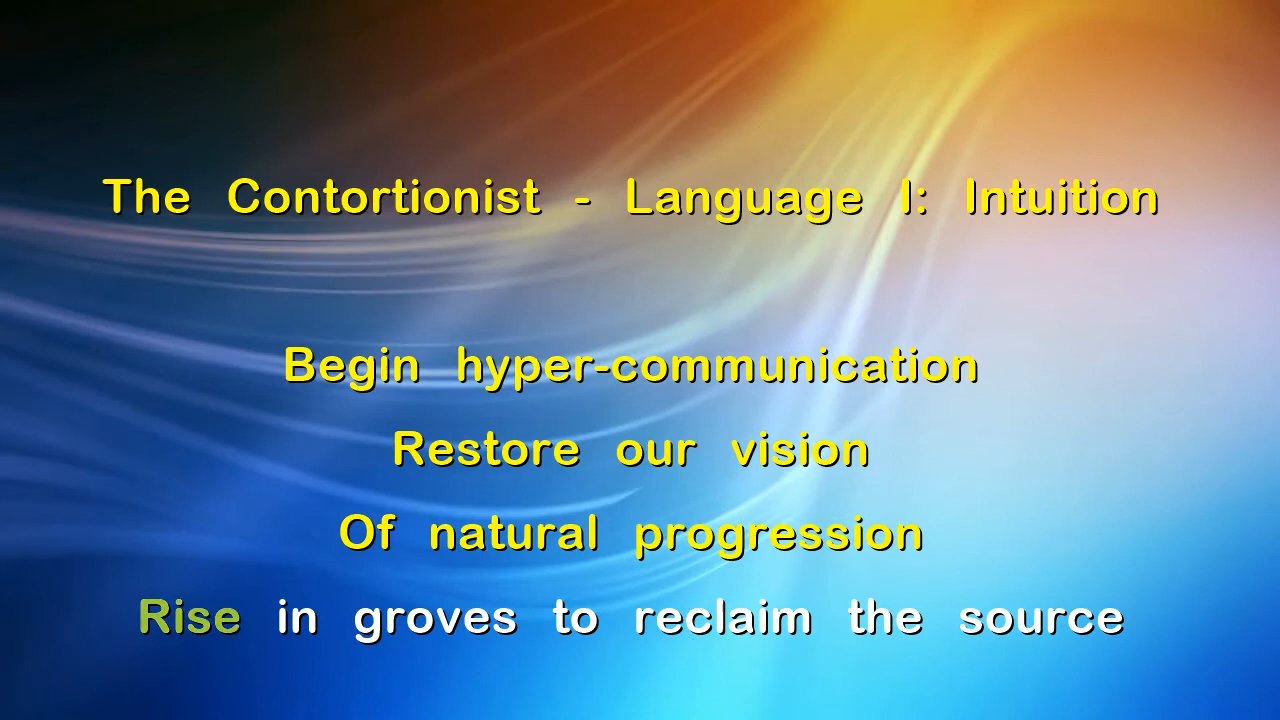 The Contortionist - Language I: Intuition
Begin hyper-communication
Restore our vision
Of natural progression
Rise in groves to reclaim the source